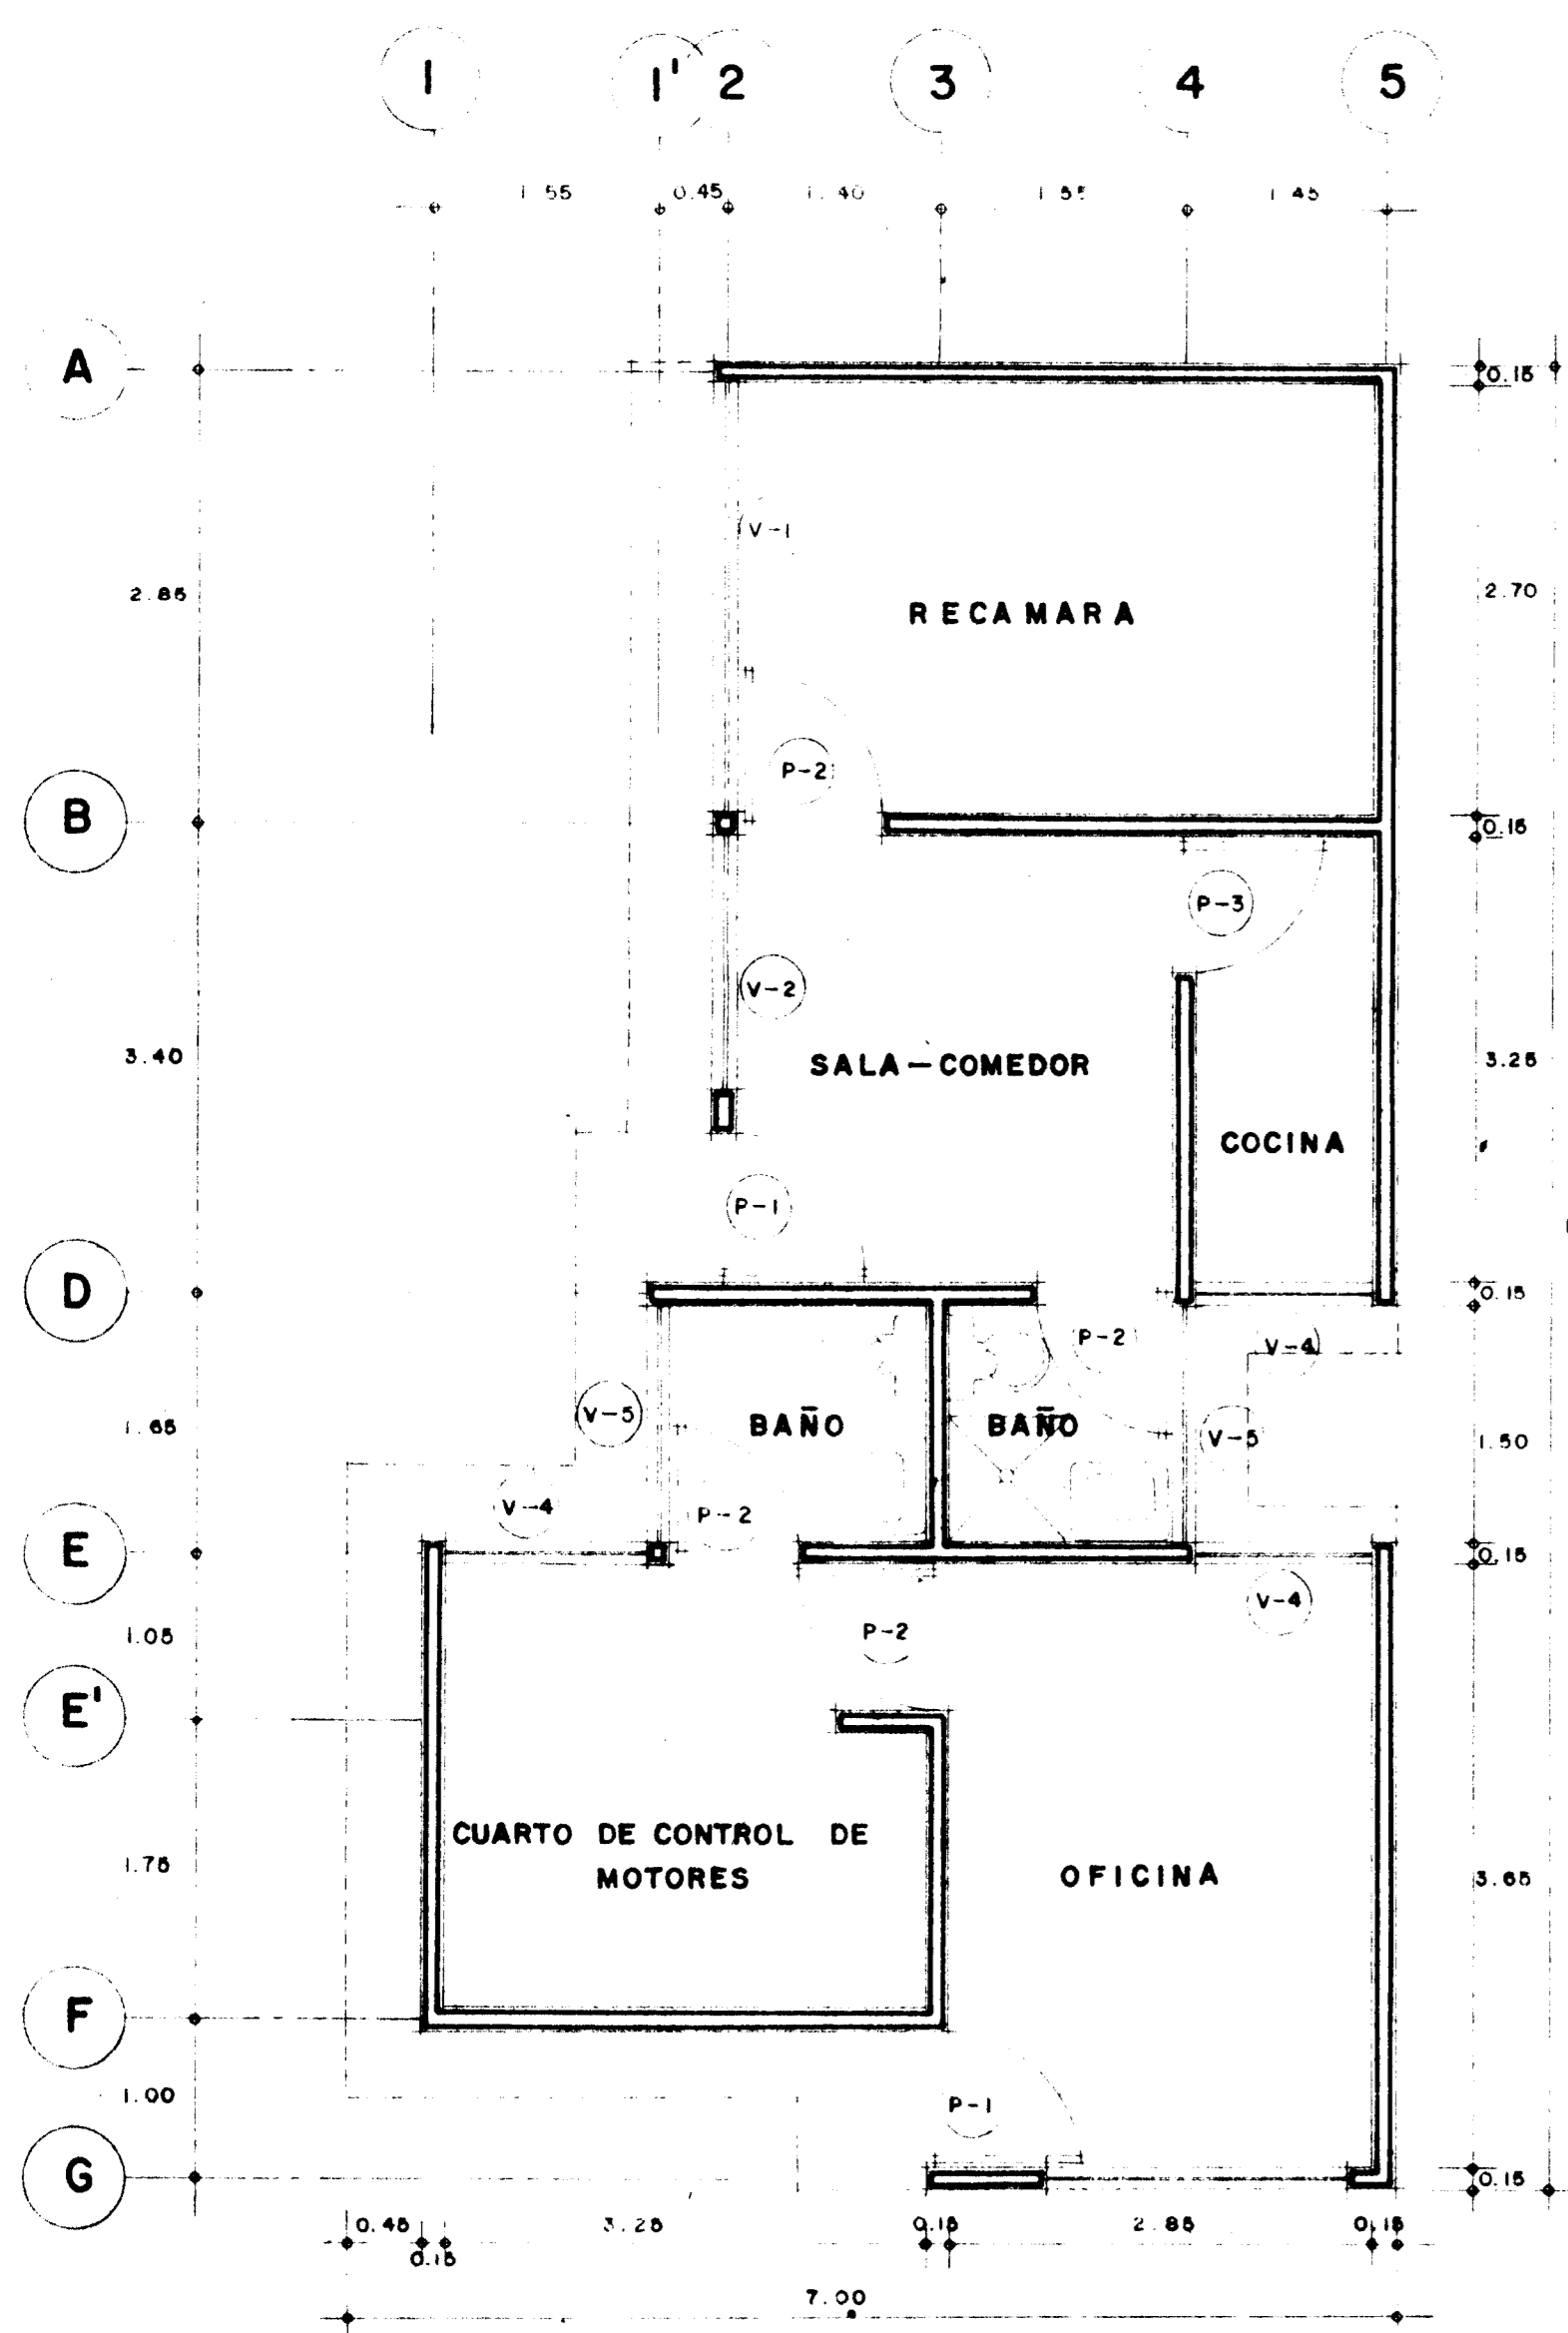 1 1' 2 3 4 5
1.55 0.45 1.40 1.55 1.45
A
0.15
V-1
2.85
2.70
RECAMARA
P-2
B
0.15
P-3
V-2
3.40
SALA-COMEDOR
3.25
COCINA
P-1
D
0.15
P-2
V-4
V-5
BAÑO
BAÑO
V-5
1.65
1.50
V-4
P-2
E
0.15
V-4
1.05
P-2
E'
CUARTO DE CONTROL DE
MOTORES
1.75
OFICINA
3.65
F
1.00
P-1
G
0.15
0.45 3.25 0.15 2.85 0.15
0.15
7.00